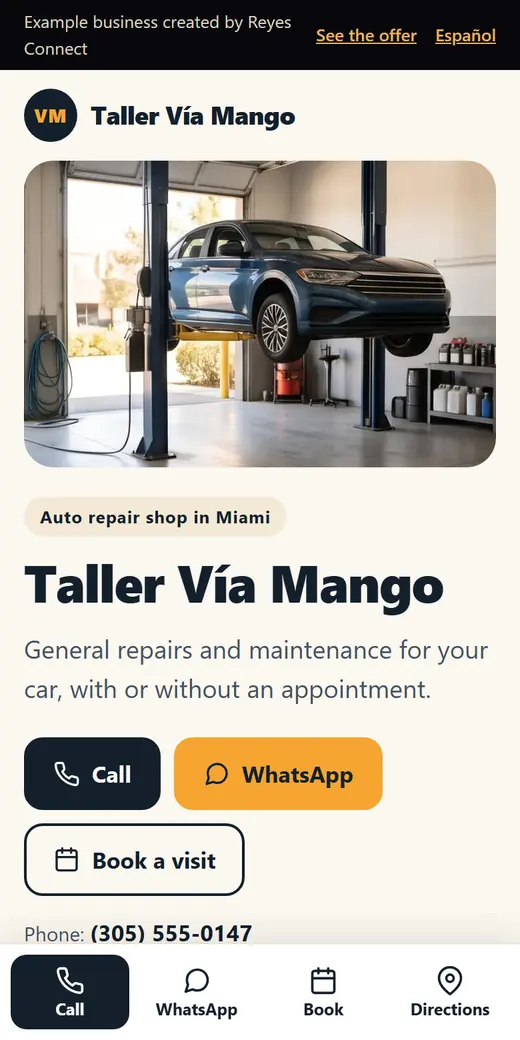 Example business created by Reyes
Connect
See the offer
Español
VM
Taller Vía Mango
Auto repair shop in Miami
Taller Vía Mango
General repairs and maintenance for your
car, with or without an appointment.
Call
WhatsApp
Book a visit
Phone: (305) 555-0147
Call
WhatsApp
Book
Directions